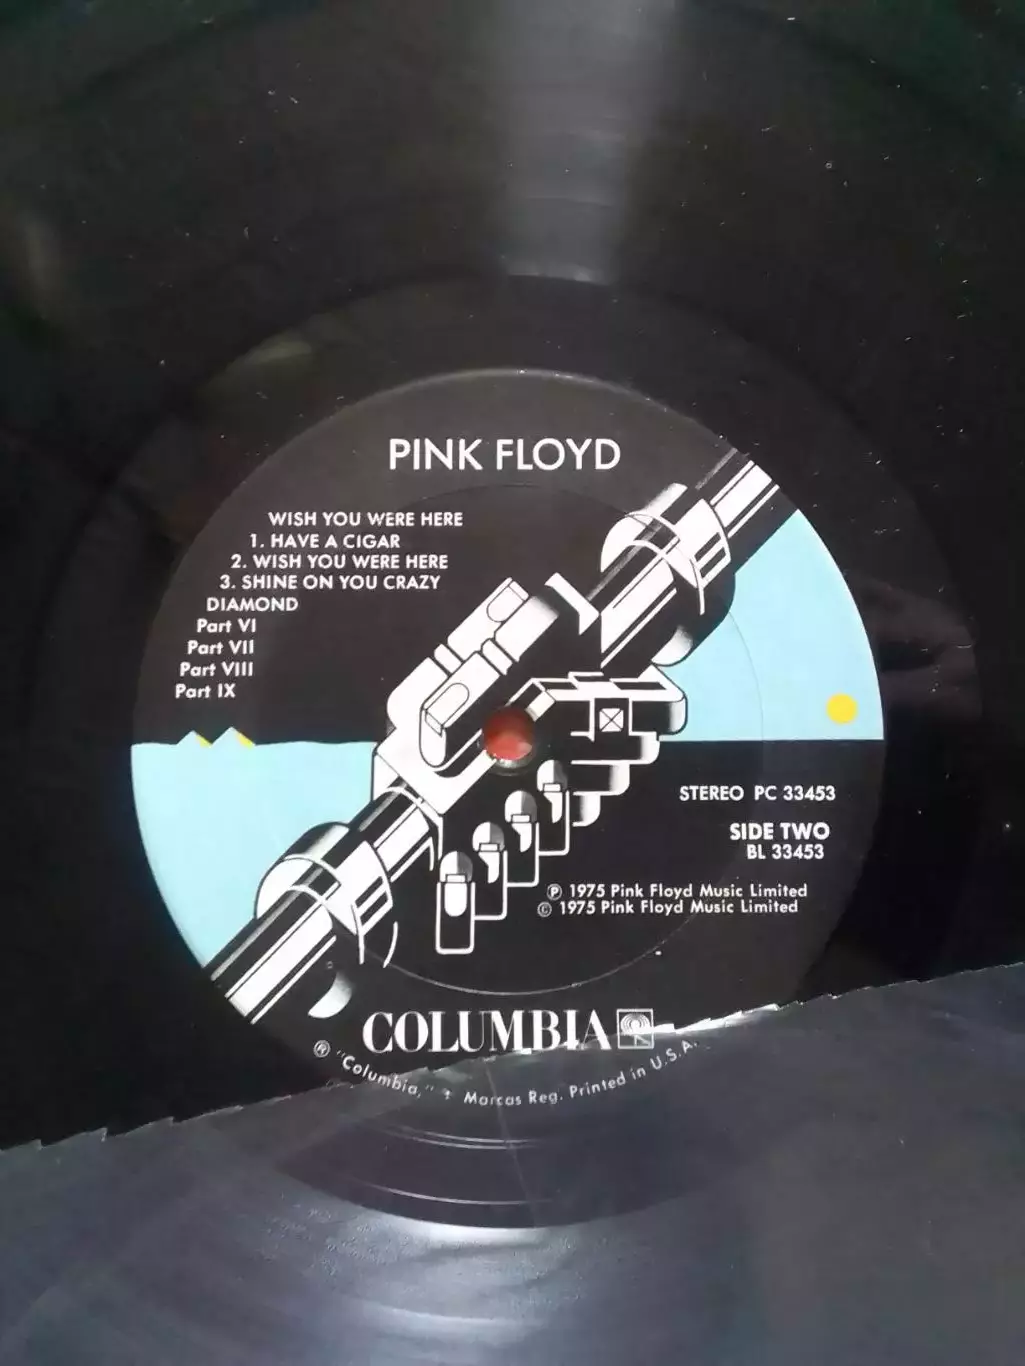 PINK FLOYD
WISH YOU WERE HERE
1. HAVE A CIGAR
2. WISH YOU WERE HERE
3. SHINE ON YOU CRAZY
DIAMOND
Part VI
Part VII
Part VIII
Part IX
STEREO PC 33453
SIDE TWO
BL 33453
℗ 1975 Pink Floyd Music Limited
© 1975 Pink Floyd Music Limited
COLUMBIA
® "Columbia," Marcas Reg. Printed in U.S.A.